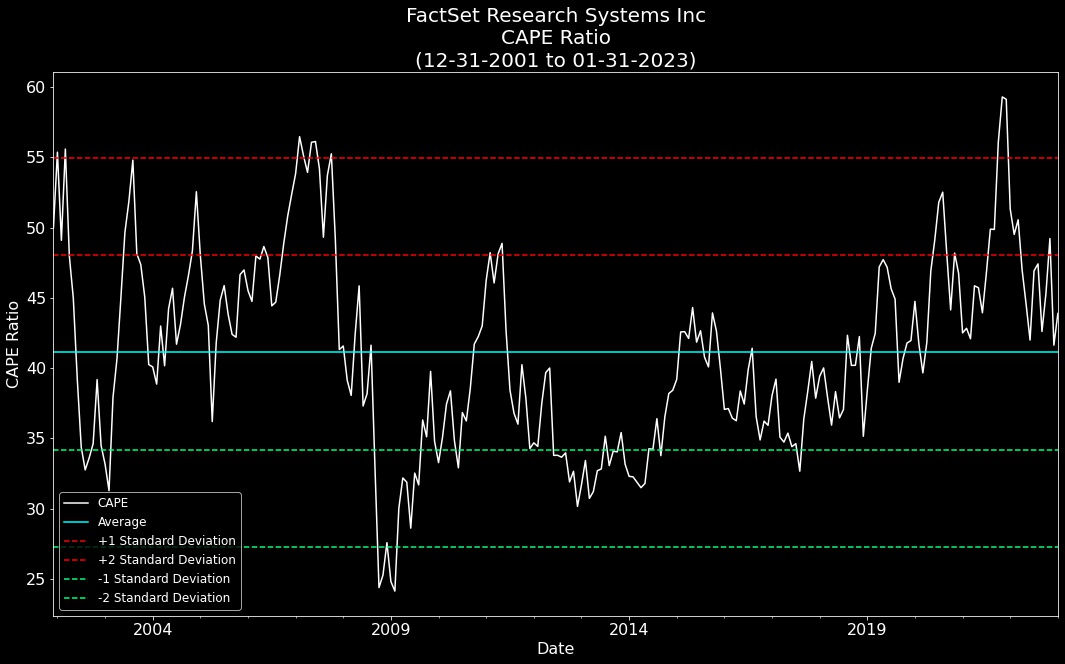 FactSet Research Systems Inc
CAPE Ratio
(12-31-2001 to 01-31-2023)
60
55
50
45
40
35
30
25
CAPE Ratio
CAPE
Average
+1 Standard Deviation
+2 Standard Deviation
-1 Standard Deviation
-2 Standard Deviation
2004
2009
2014
2019
Date